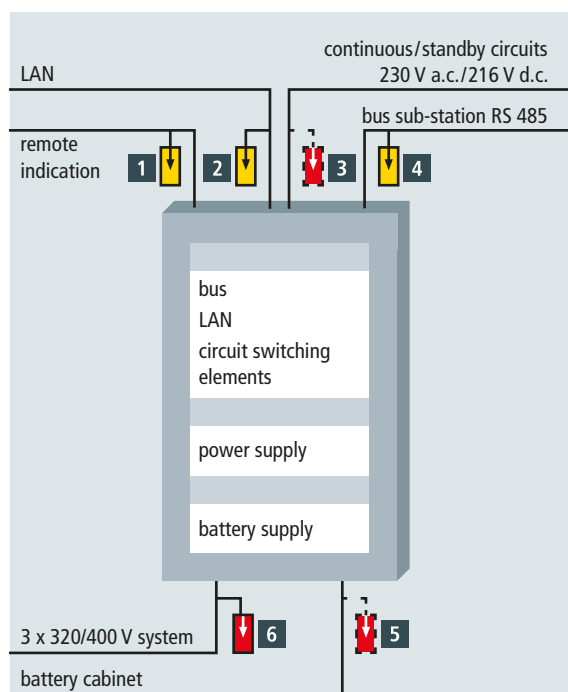 continuous/standby circuits
LAN 230 V a.c./216 V d.c.
bus sub-station RS 485
remote
indication
1 2 3 4
bus
LAN
circuit switching
elements
power supply
battery supply
3 x 320/400 V system 6 5
battery cabinet